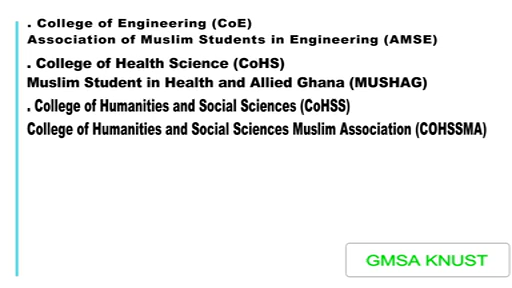 . College of Engineering (CoE)
Association of Muslim Students in Engineering (AMSE)
. College of Health Science (CoHS)
Muslim Student in Health and Allied Ghana (MUSHAG)
. College of Humanities and Social Sciences (CoHSS)
College of Humanities and Social Sciences Muslim Association (COHSSMA)
GMSA KNUST